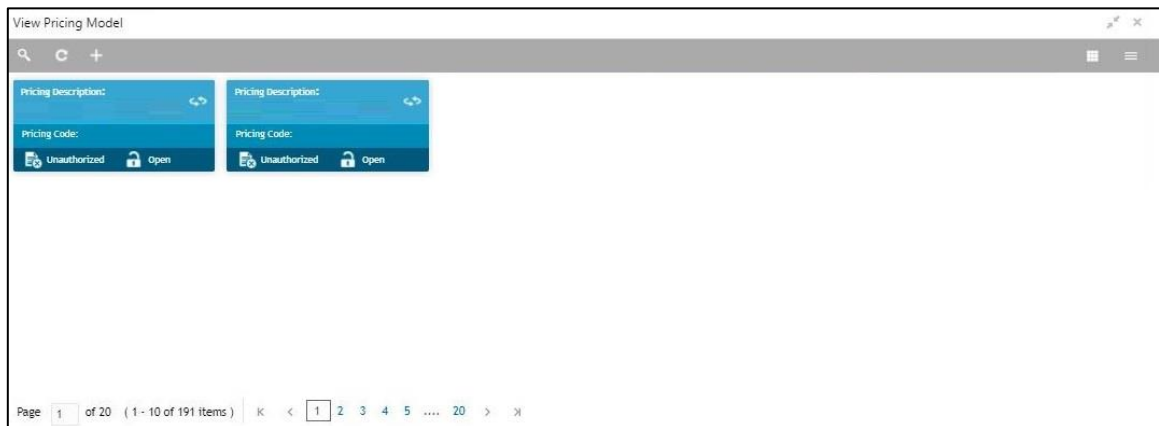 View Pricing Model
Pricing Description:
Pricing Code:
Unauthorized Open
Pricing Description:
Pricing Code:
Unauthorized Open
Page 1 of 20 ( 1 - 10 of 191 items ) 1 2 3 4 5 .... 20